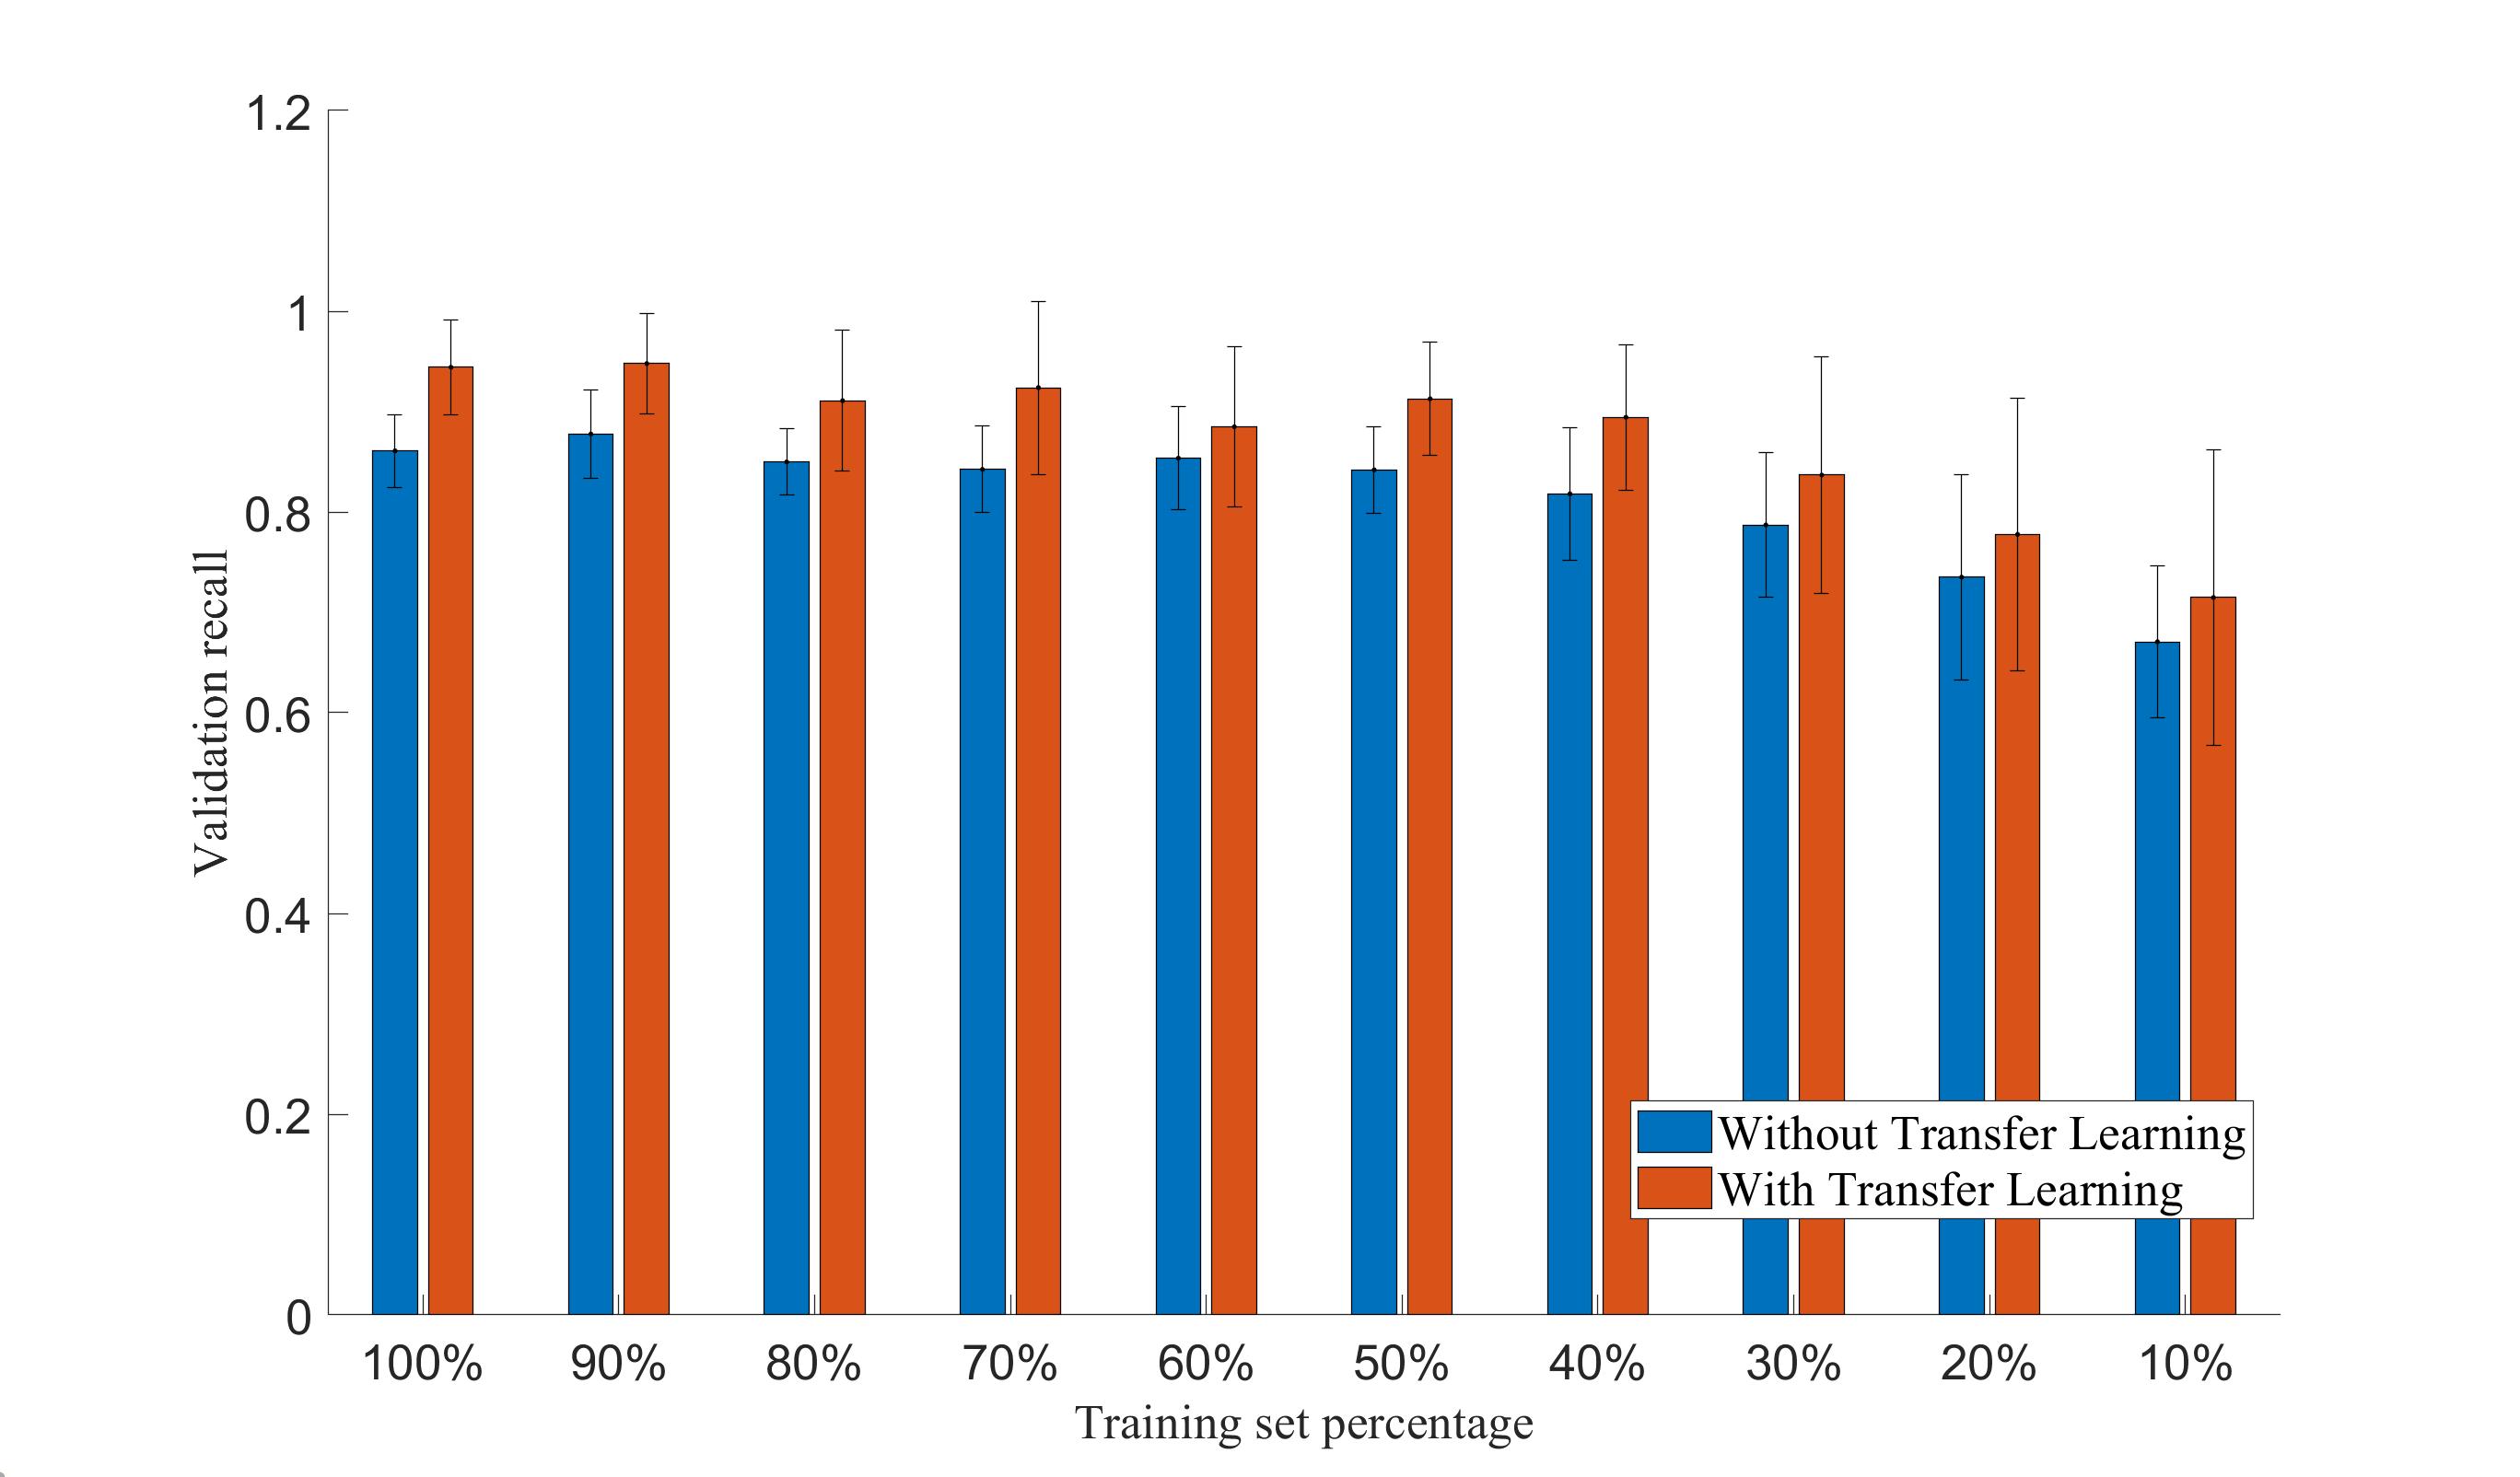 1.2
1
0.8
0.6
0.4
0.2
0
Validation recall
100% 90% 80% 70% 60% 50% 40% 30% 20% 10%
Training set percentage
Without Transfer Learning
With Transfer Learning